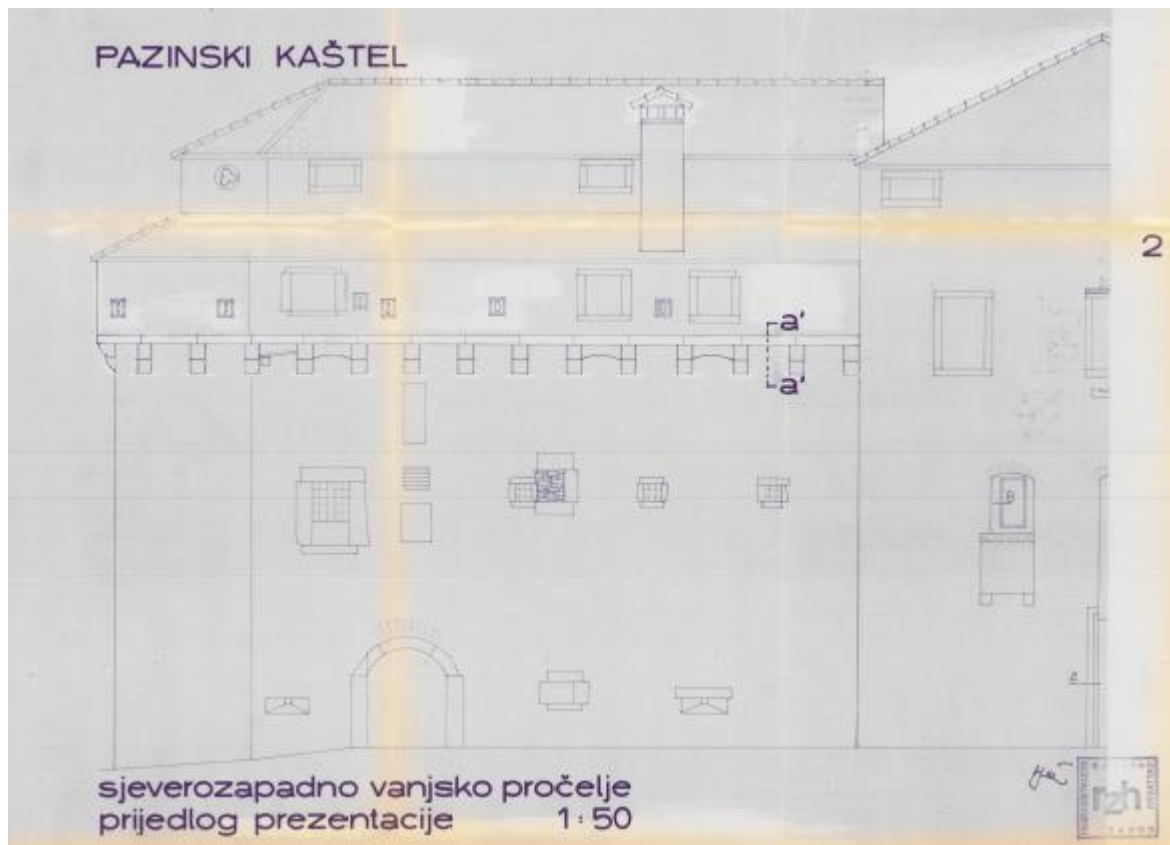 PAZINSKI KAŠTEL
2
a'
a'
B
sjeverozapadno vanjsko pročelje
prijedlog prezentacije 1:50
rzh